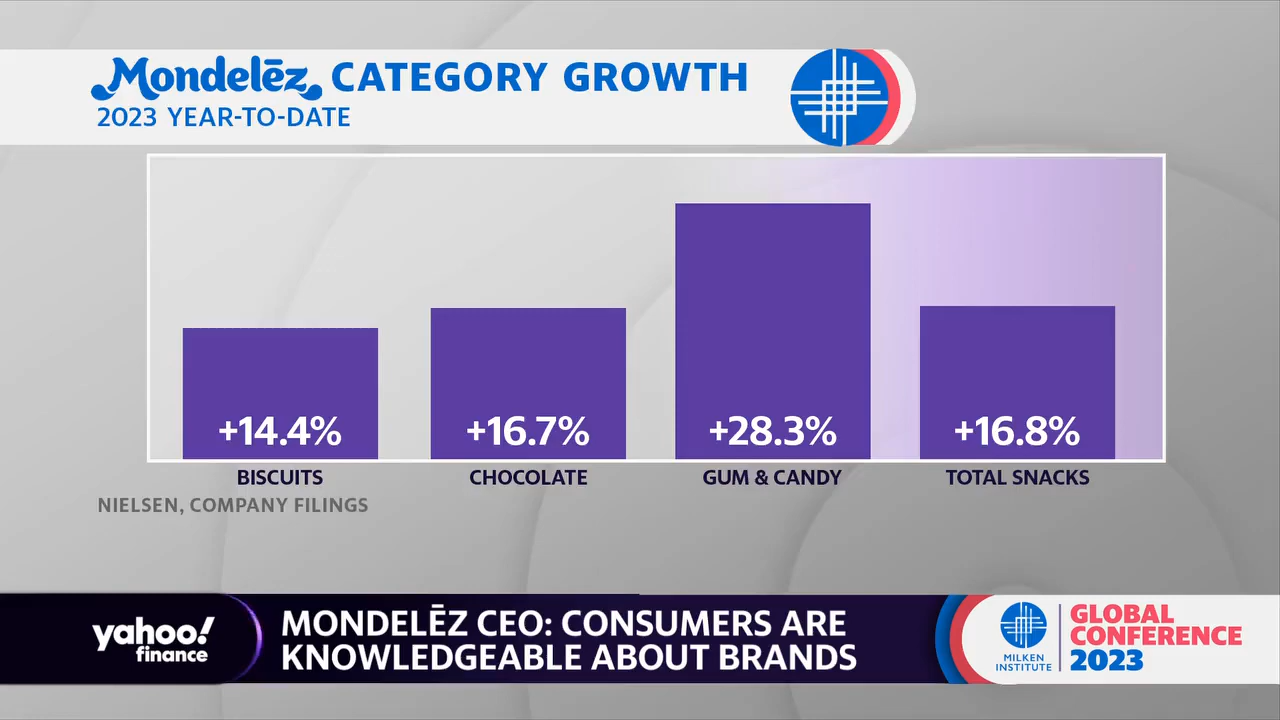 Mondelēz CATEGORY GROWTH
2023 YEAR-TO-DATE
+14.4% +16.7% +28.3% +16.8%
BISCUITS CHOCOLATE GUM & CANDY TOTAL SNACKS
NIELSEN, COMPANY FILINGS
yahoo!
finance
MONDELĒZ CEO: CONSUMERS ARE
KNOWLEDGEABLE ABOUT BRANDS
MILKEN
INSTITUTE
GLOBAL
CONFERENCE
2023